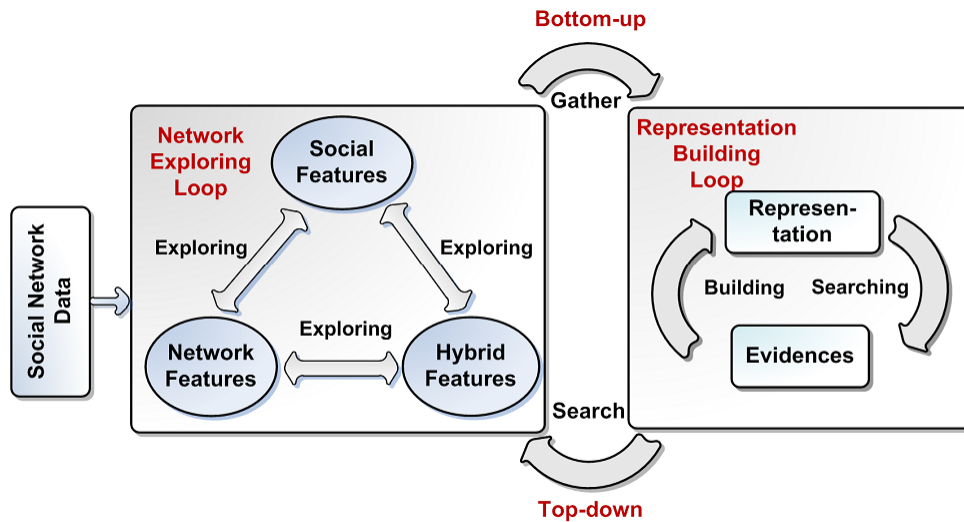 Bottom-up
Gather
Network
Exploring
Loop
Social
Features
Exploring
Exploring
Exploring
Network
Features
Hybrid
Features
Social Network
Data
Representation
Building
Loop
Represen-
tation
Building
Searching
Evidences
Search
Top-down